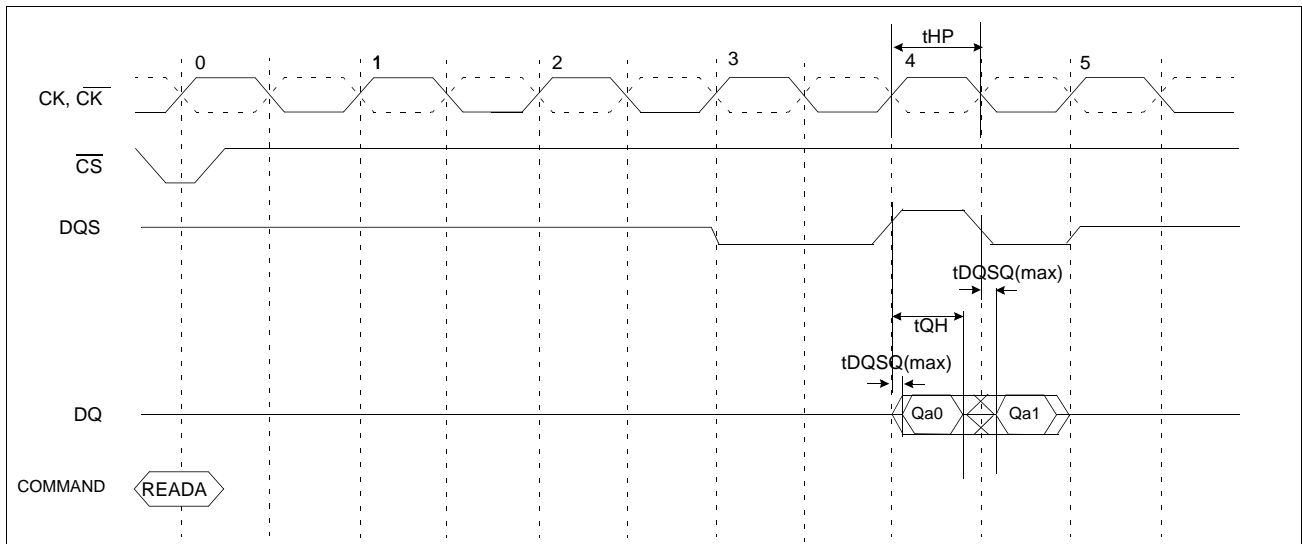 tHP
0 1 2 3 4 5
CK, CK
CS
DQS
tDQSQ(max)
tQH
tDQSQ(max)
DQ Qa0 Qa1
COMMAND READA